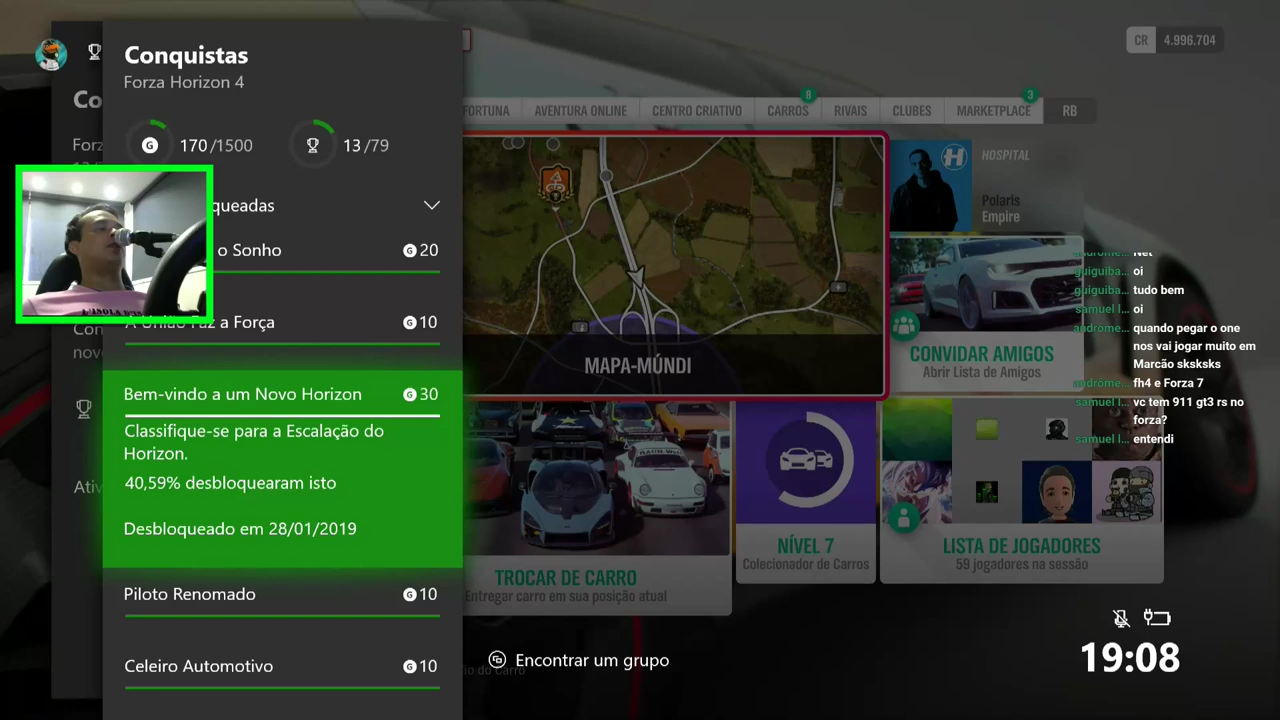 Conquistas
Forza Horizon 4
170 /1500
13 /79
queadas
o Sonho
G 20
A União Faz a Força
G 10
Bem-vindo a um Novo Horizon
G 30
Classifique-se para a Escalação do
Horizon.
40,59% desbloquearam isto
Desbloqueado em 28/01/2019
Piloto Renomado
G 10
Celeiro Automotivo
G 10
CR 4.996.704
FORTUNA
AVENTURA ONLINE
CENTRO CRIATIVO
CARROS
8
RIVAIS
CLUBES
MARKETPLACE
3
RB
MAPA-MÚNDI
HOSPITAL
Polaris
Empire
CONVIDAR AMIGOS
Abrir Lista de Amigos
TROCAR DE CARRO
Entregar carro em sua posição atual
NÍVEL 7
Colecionador de Carros
LISTA DE JOGADORES
59 jogadores na sessão
androme... Net
guiguiba... oi
guiguiba... tudo bem
samuel l... oi
androme... quando pegar o one
nos vai jogar muito em
Marcão sksksks
androme... fh4 e Forza 7
samuel l... vc tem 911 gt3 rs no
forza?
samuel l... entendi
Encontrar um grupo
19:08